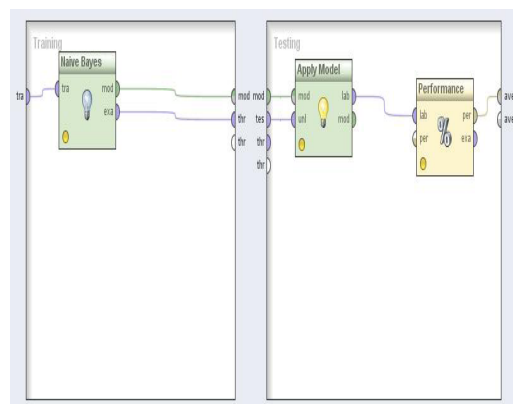 Training
Naive Bayes
tra
tra
mod
exa
mod
thr
thr
Testing
mod
tes
thr
thr
Apply Model
mod
lab
unl
mod
Performance
lab
per
per
exa
%
ave
ave